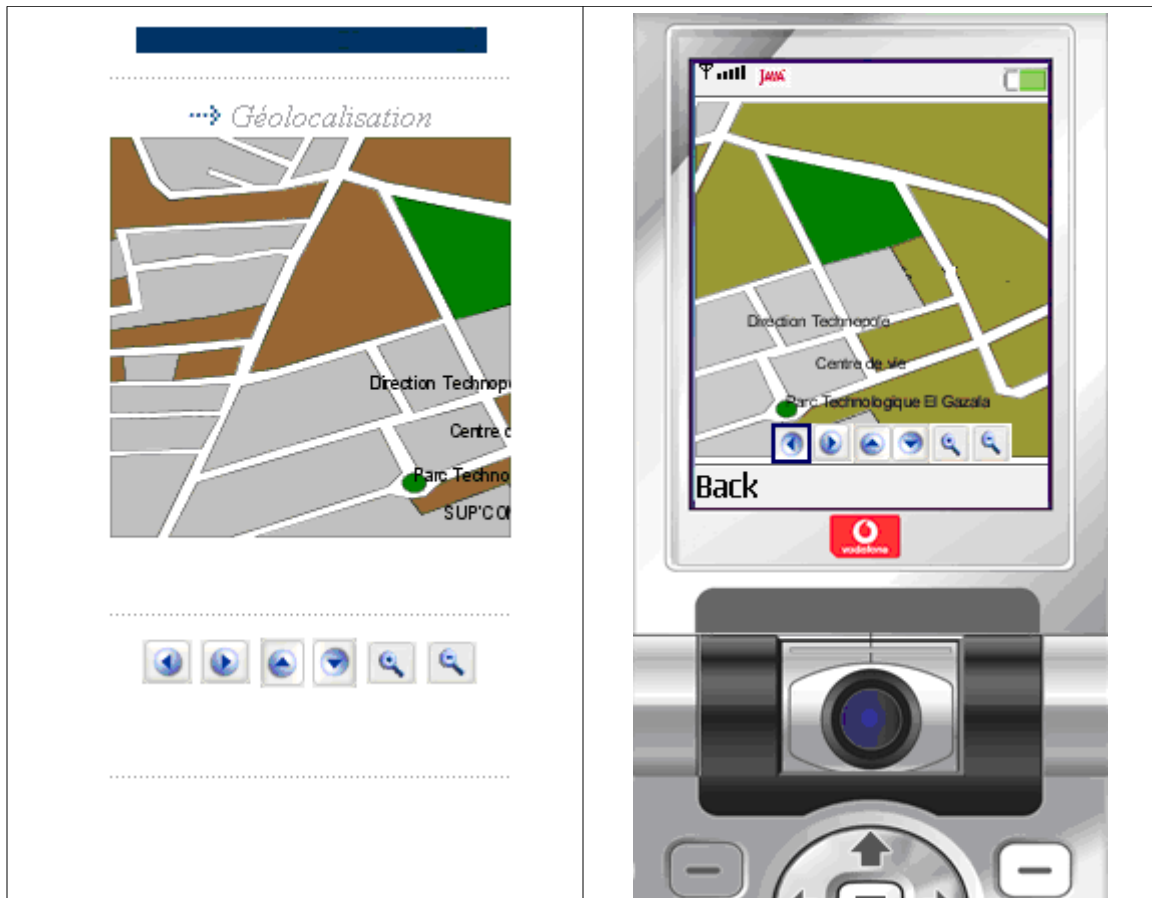 Géolocalisation
Direction Technop
Centre d
Parc Techno
SUP'CO
JAVA
Direction Technopole
Centre de vie
Parc Technologique El Gazala
Back
vodafone